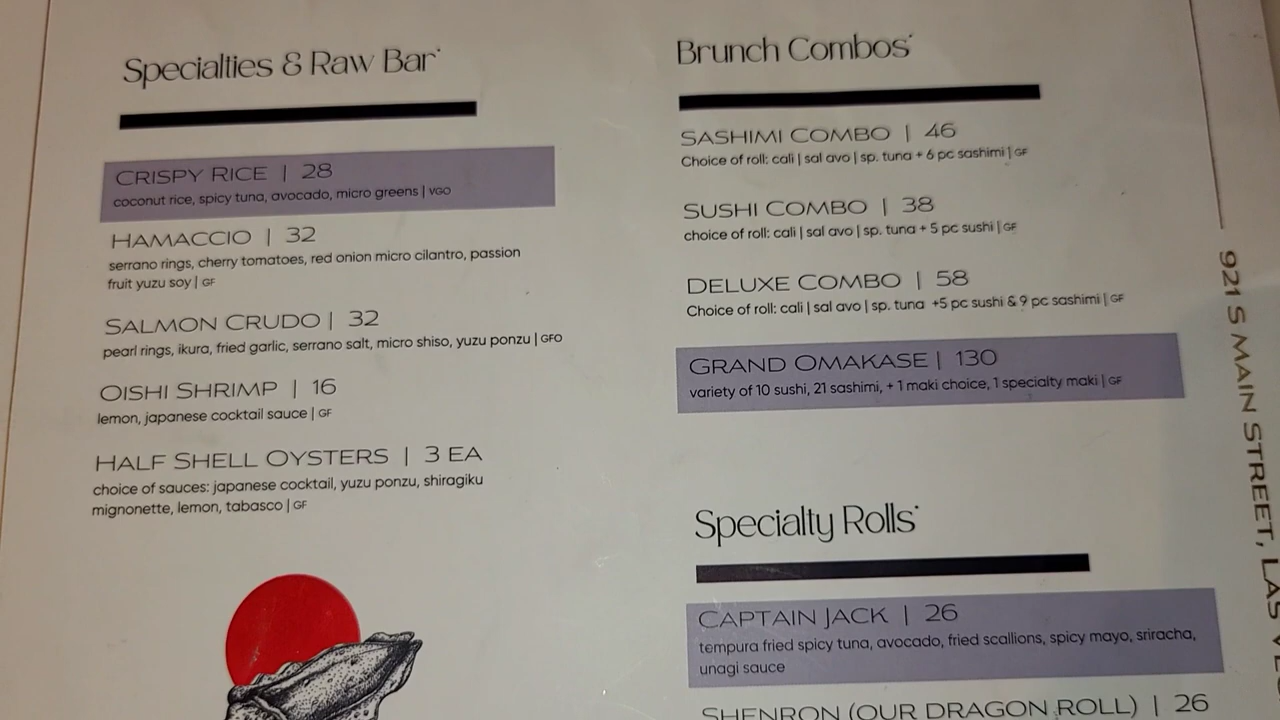 Specialties & Raw Bar*
CRISPY RICE | 28
coconut rice, spicy tuna, avocado, micro greens | VGO
HAMACCIO | 32
serrano rings, cherry tomatoes, red onion micro cilantro, passion
fruit yuzu soy | GF
SALMON CRUDO | 32
pearl rings, ikura, fried garlic, serrano salt, micro shiso, yuzu ponzu | GFO
OISHI SHRIMP | 16
lemon, japanese cocktail sauce | GF
HALF SHELL OYSTERS | 3 EA
choice of sauces: japanese cocktail, yuzu ponzu, shiragiku
mignonette, lemon, tabasco | GF
Brunch Combos*
SASHIMI COMBO | 46
Choice of roll: cali | sal avo | sp. tuna + 6 pc sashimi | GF
SUSHI COMBO | 38
choice of roll: cali | sal avo | sp. tuna + 5 pc sushi | GF
DELUXE COMBO | 58
Choice of roll: cali | sal avo | sp. tuna +5 pc sushi & 9 pc sashimi | GF
GRAND OMAKASE | 130
variety of 10 sushi, 21 sashimi, + 1 maki choice, 1 specialty maki | GF
Specialty Rolls*
CAPTAIN JACK | 26
tempura fried spicy tuna, avocado, fried scallions, spicy mayo, sriracha,
unagi sauce
SHENRON (OUR DRAGON ROLL) | 26
921 S MAIN STREET, LAS